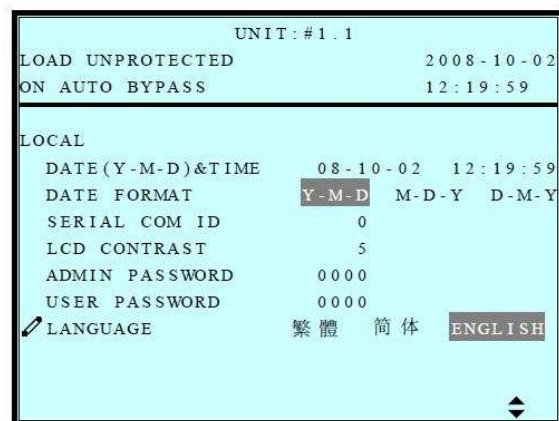 UNIT:#1.1
LOAD UNPROTECTED 2008-10-02
ON AUTO BYPASS 12:19:59
LOCAL
DATE(Y-M-D)&TIME 08-10-02 12:19:59
DATE FORMAT Y-M-D M-D-Y D-M-Y
SERIAL COM ID 0
LCD CONTRAST 5
ADMIN PASSWORD 0000
USER PASSWORD 0000
LANGUAGE 繁體 简体 ENGLISH